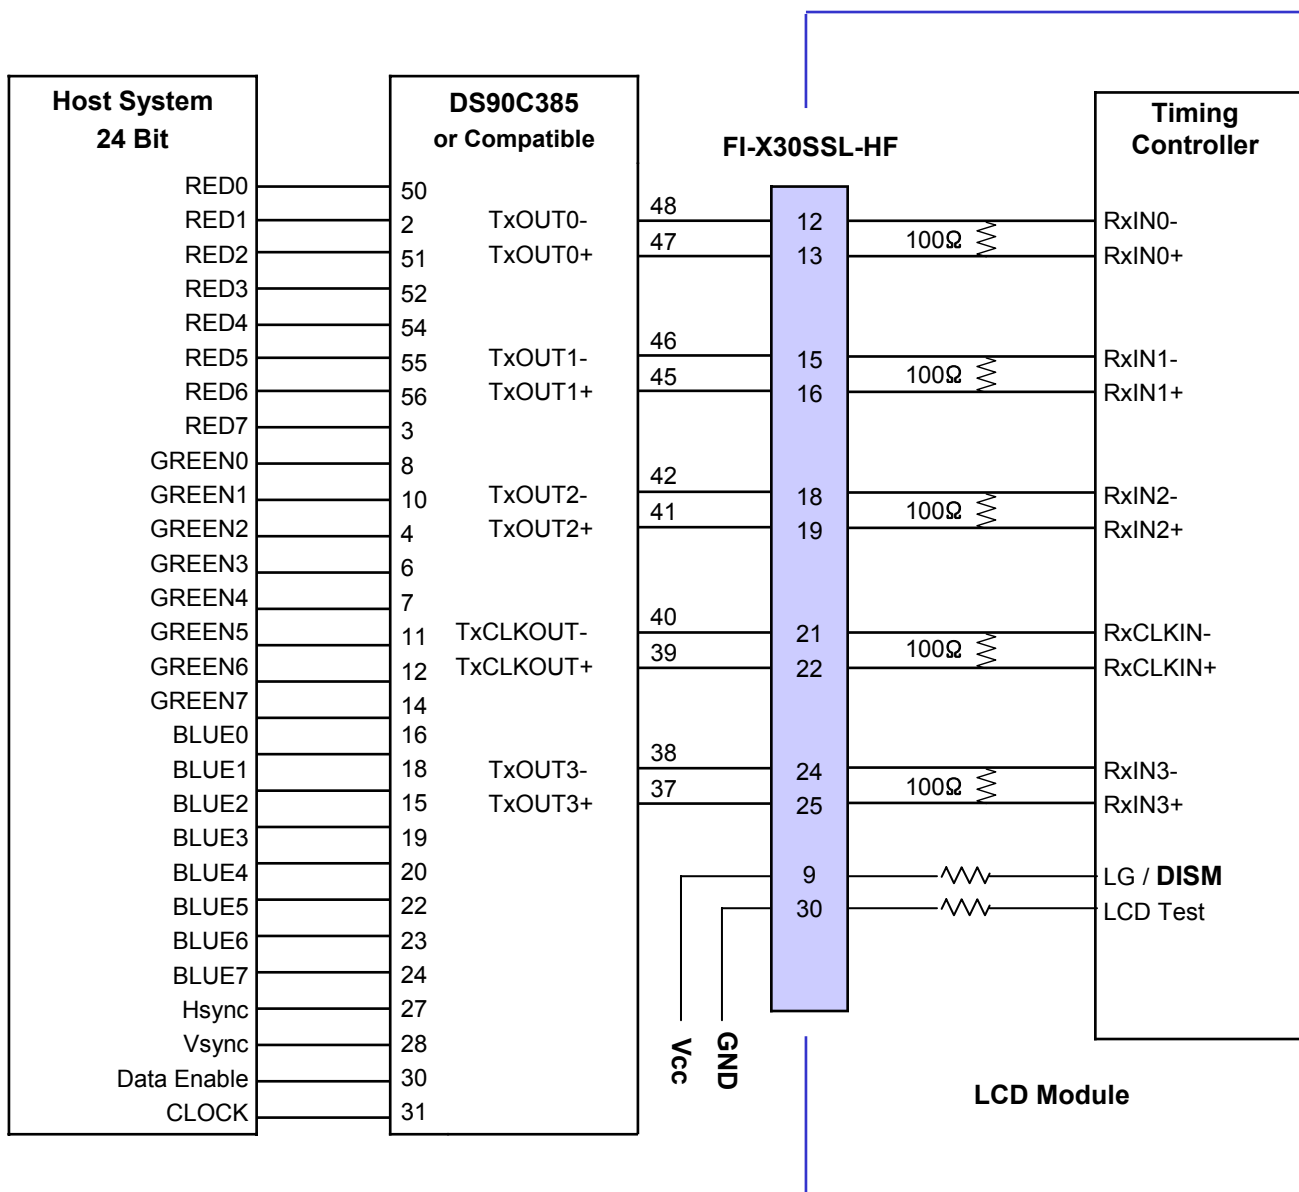 Host System
24 Bit
RED0
RED1
RED2
RED3
RED4
RED5
RED6
RED7
GREEN0
GREEN1
GREEN2
GREEN3
GREEN4
GREEN5
GREEN6
GREEN7
BLUE0
BLUE1
BLUE2
BLUE3
BLUE4
BLUE5
BLUE6
BLUE7
Hsync
Vsync
Data Enable
CLOCK
DS90C385
or Compatible
50
2
51
52
54
55
56
3
8
10
4
6
7
11
12
14
16
18
15
19
20
22
23
24
27
28
30
31
TxOUT0-
TxOUT0+
TxOUT1-
TxOUT1+
TxOUT2-
TxOUT2+
TxCLKOUT-
TxCLKOUT+
TxOUT3-
TxOUT3+
48
47
46
45
42
41
40
39
38
37
Vcc
GND
FI-X30SSL-HF
12
13
15
16
18
19
21
22
24
25
9
30
100Ω
100Ω
100Ω
100Ω
100Ω
Timing
Controller
RxIN0-
RxIN0+
RxIN1-
RxIN1+
RxIN2-
RxIN2+
RxCLKIN-
RxCLKIN+
RxIN3-
RxIN3+
LG / DISM
LCD Test
LCD Module